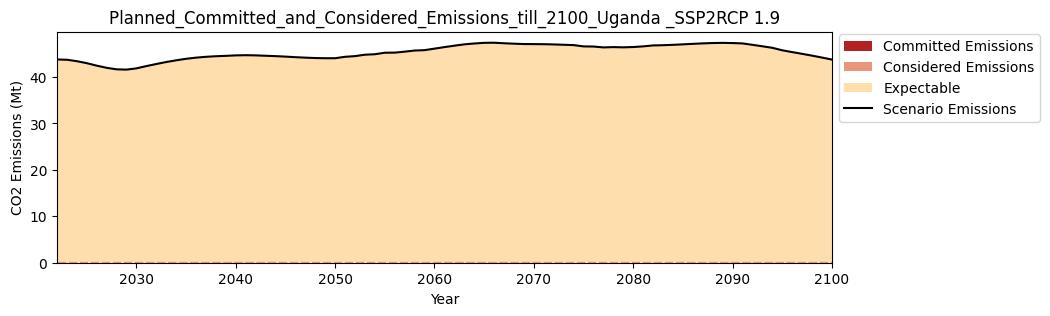 Planned_Committed_and_Considered_Emissions_till_2100_Uganda _SSP2RCP 1.9
Committed Emissions
Considered Emissions
Expectable
Scenario Emissions
CO2 Emissions (Mt)
40
30
20
10
0
2030
2040
2050
2060
2070
2080
2090
2100
Year